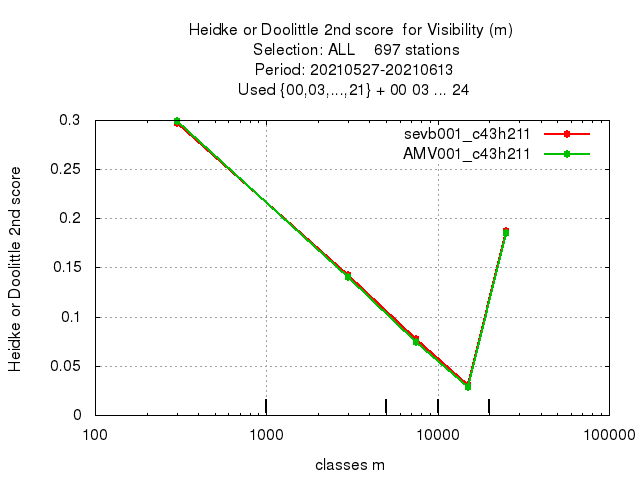 Heidke or Doolittle 2nd score  for Visibility (m)
Selection: ALL    697 stations
Period: 20210527-20210613
Used {00,03,...,21} + 00 03 ... 24
sevb001_c43h211
AMV001_c43h211
0.3
0.25
0.2
0.15
0.1
0.05
0
Heidke or Doolittle 2nd score
100
1000
10000
100000
classes m